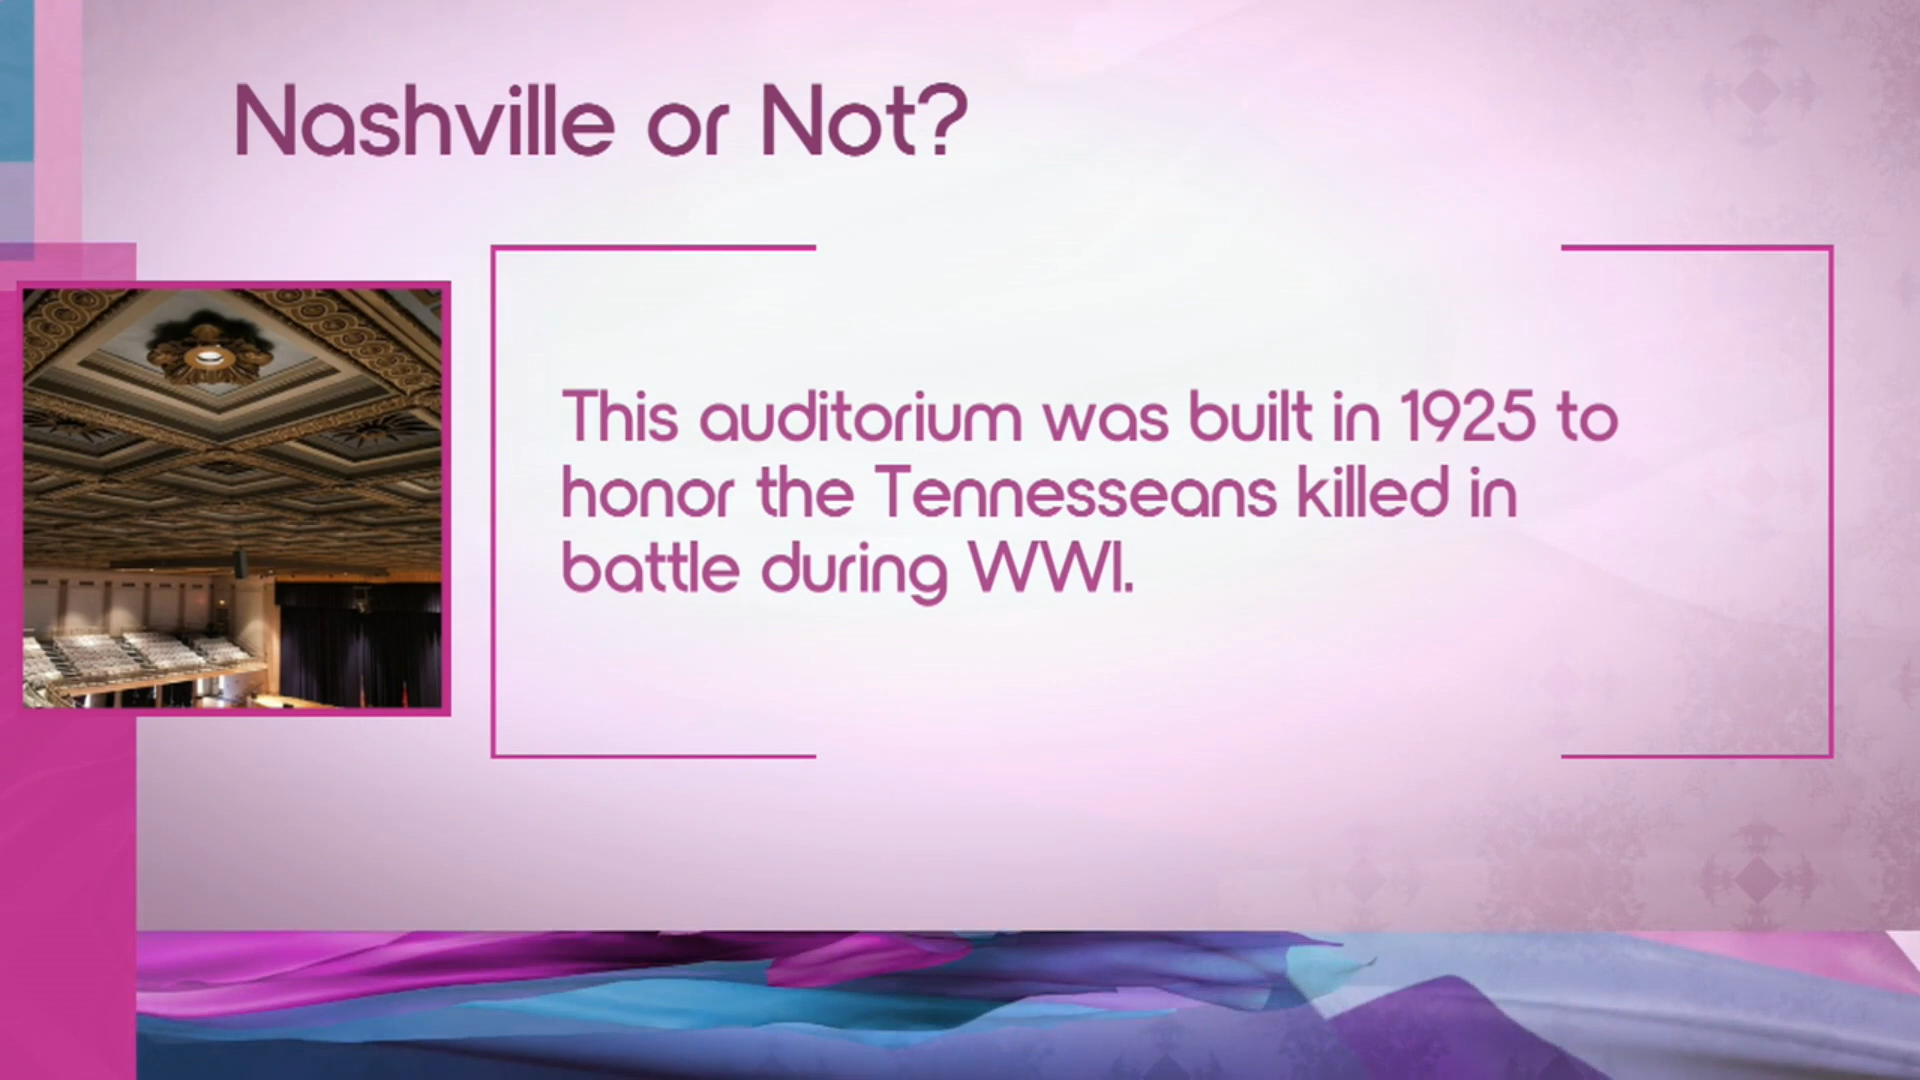 Nashville or Not?
This auditorium was built in 1925 to
honor the Tennesseans killed in
battle during WWI.